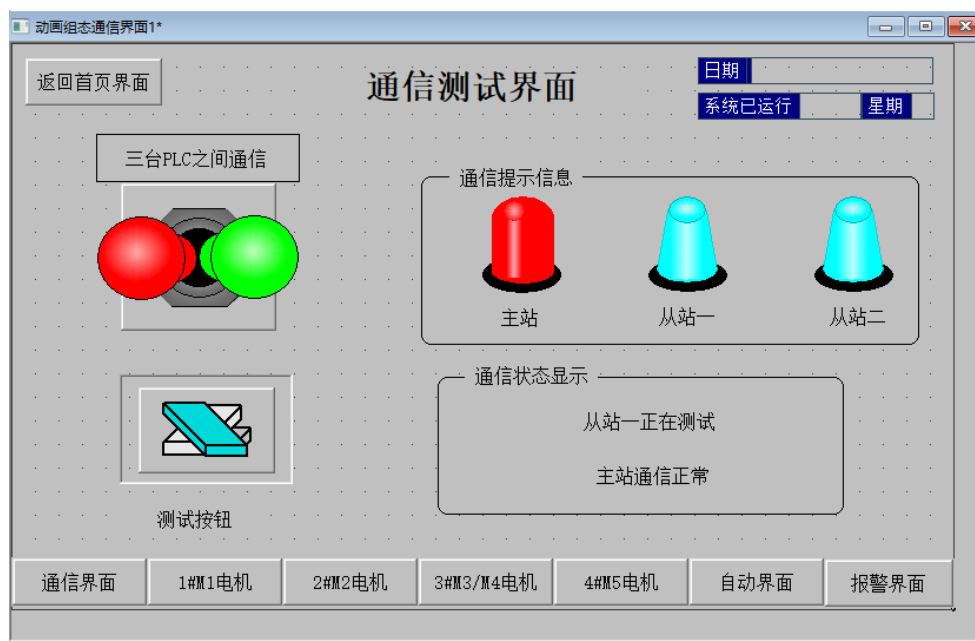 动画组态通信界面1*
返回首页界面
通信测试界面
日期
系统已运行 星期
三台PLC之间通信
通信提示信息
主站 从站一 从站二
通信状态显示
从站一正在测试
主站通信正常
测试按钮
通信界面 1#M1电机 2#M2电机 3#M3/M4电机 4#M5电机 自动界面 报警界面